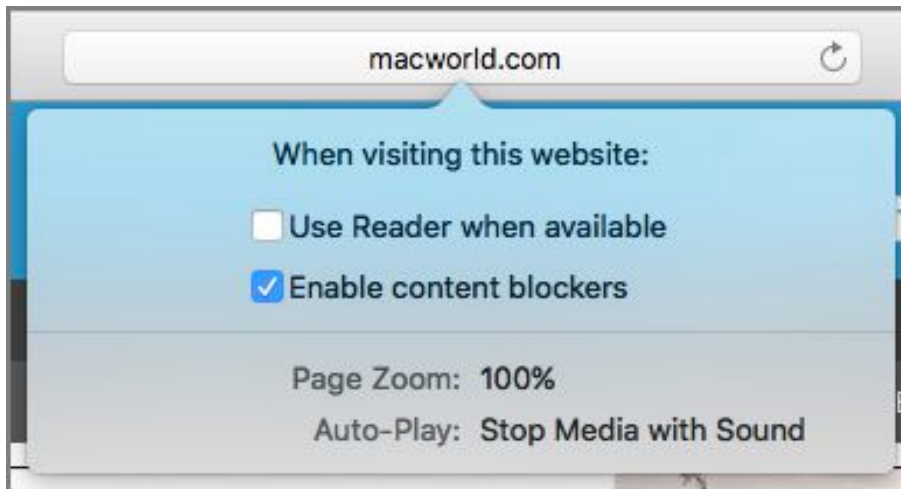 macworld.com
When visiting this website:
Use Reader when available
Enable content blockers
Page Zoom: 100%
Auto-Play: Stop Media with Sound